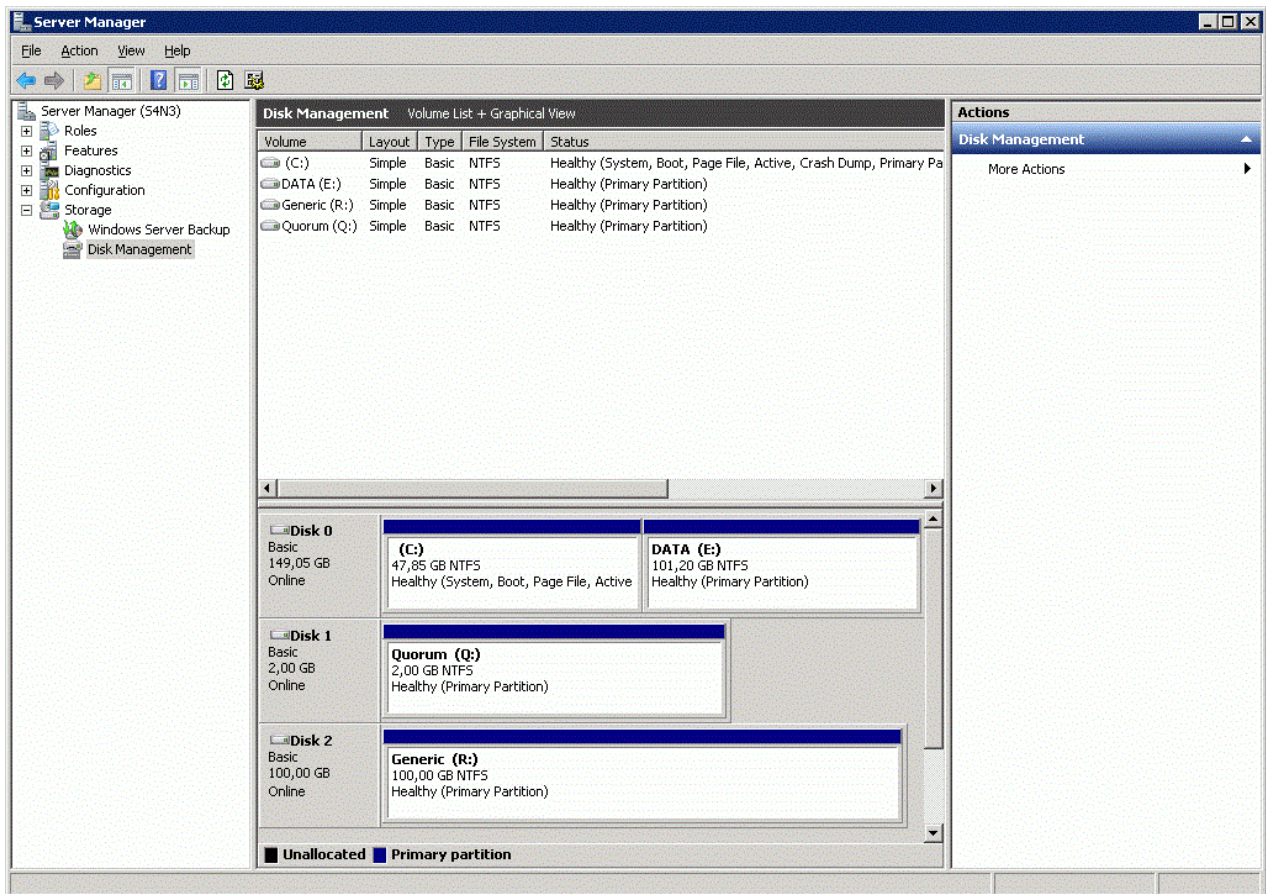 Server Manager
File Action View Help
Server Manager (S4N3)
Roles
Features
Diagnostics
Configuration
Storage
Windows Server Backup
Disk Management
Disk Management Volume List + Graphical View
Volume Layout Type File System Status
(C:) Simple Basic NTFS Healthy (System, Boot, Page File, Active, Crash Dump, Primary Pa
DATA (E:) Simple Basic NTFS Healthy (Primary Partition)
Generic (R:) Simple Basic NTFS Healthy (Primary Partition)
Quorum (Q:) Simple Basic NTFS Healthy (Primary Partition)
Disk 0
Basic
149,05 GB
Online
(C:)
47,85 GB NTFS
Healthy (System, Boot, Page File, Active
DATA (E:)
101,20 GB NTFS
Healthy (Primary Partition)
Disk 1
Basic
2,00 GB
Online
Quorum (Q:)
2,00 GB NTFS
Healthy (Primary Partition)
Disk 2
Basic
100,00 GB
Online
Generic (R:)
100,00 GB NTFS
Healthy (Primary Partition)
Unallocated Primary partition
Actions
Disk Management
More Actions